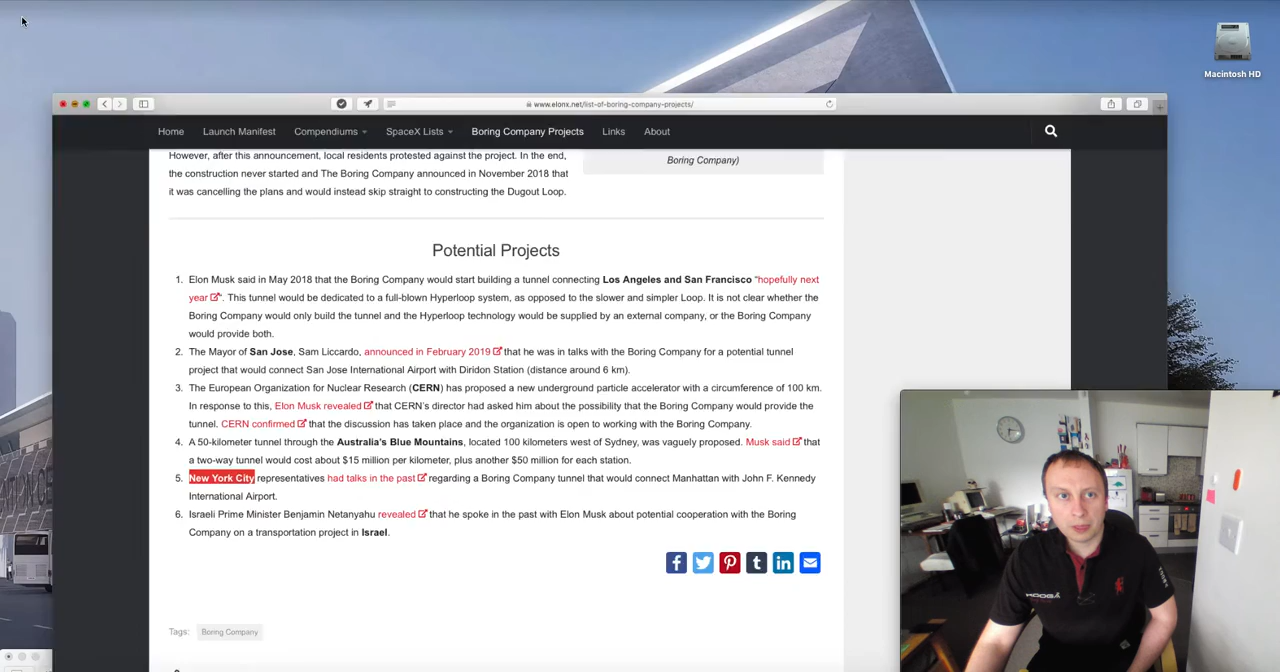 Macintosh HD
www.elonx.net/list-of-boring-company-projects/
Home Launch Manifest Compendiums SpaceX Lists Boring Company Projects Links About
However, after this announcement, local residents protested against the project. In the end,
the construction never started and The Boring Company announced in November 2018 that
it was cancelling the plans and would instead skip straight to constructing the Dugout Loop.
Boring Company)
Potential Projects
1. Elon Musk said in May 2018 that the Boring Company would start building a tunnel connecting Los Angeles and San Francisco "hopefully next
year". This tunnel would be dedicated to a full-blown Hyperloop system, as opposed to the slower and simpler Loop. It is not clear whether the
Boring Company would only build the tunnel and the Hyperloop technology would be supplied by an external company, or the Boring Company
would provide both.
2. The Mayor of San Jose, Sam Liccardo, announced in February 2019 that he was in talks with the Boring Company for a potential tunnel
project that would connect San Jose International Airport with Diridon Station (distance around 6 km).
3. The European Organization for Nuclear Research (CERN) has proposed a new underground particle accelerator with a circumference of 100 km.
In response to this, Elon Musk revealed that CERN's director had asked him about the possibility that the Boring Company would provide the
tunnel. CERN confirmed that the discussion has taken place and the organization is open to working with the Boring Company.
4. A 50-kilometer tunnel through the Australia's Blue Mountains, located 100 kilometers west of Sydney, was vaguely proposed. Musk said that
a two-way tunnel would cost about $15 million per kilometer, plus another $50 million for each station.
5. New York City representatives had talks in the past regarding a Boring Company tunnel that would connect Manhattan with John F. Kennedy
International Airport.
6. Israeli Prime Minister Benjamin Netanyahu revealed that he spoke in the past with Elon Musk about potential cooperation with the Boring
Company on a transportation project in Israel.
Tags: Boring Company